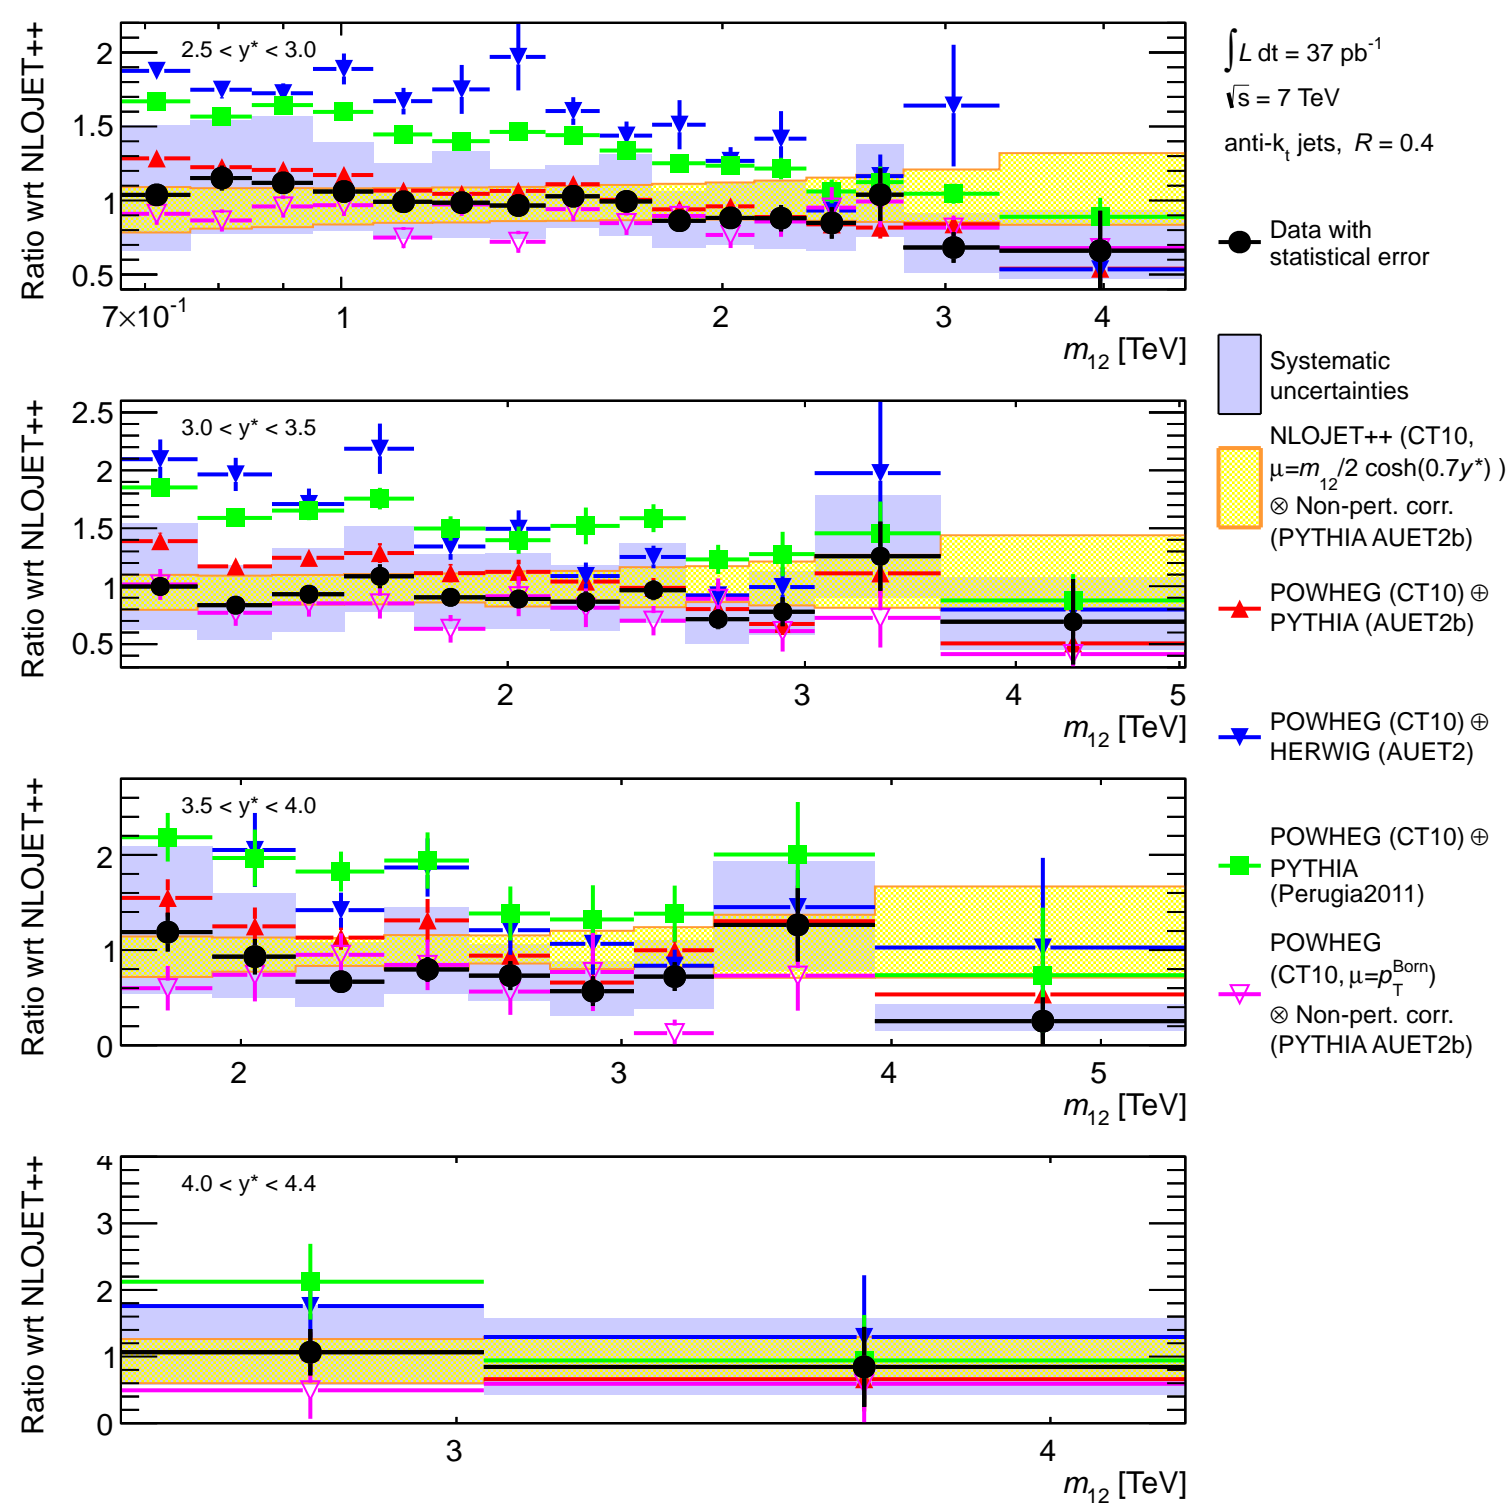 Ratio wrt NLOJET++
2.5 < y* < 3.0
2
1.5
1
0.5
7×10⁻¹
1
2
3
4
m₁₂ [TeV]
∫L dt = 37 pb⁻¹
√s = 7 TeV
anti-kₜ jets, R = 0.4
Data with
statistical error
Systematic
uncertainties
NLOJET++ (CT10,
μ=m₁₂/2 cosh(0.7y*) )
⊗ Non-pert. corr.
(PYTHIA AUET2b)
POWHEG (CT10) ⊕
PYTHIA (AUET2b)
POWHEG (CT10) ⊕
HERWIG (AUET2)
POWHEG (CT10) ⊕
PYTHIA
(Perugia2011)
POWHEG
(CT10, μ=p_T^Born)
⊗ Non-pert. corr.
(PYTHIA AUET2b)
Ratio wrt NLOJET++
3.0 < y* < 3.5
2.5
2
1.5
1
0.5
2
3
4
5
m₁₂ [TeV]
Ratio wrt NLOJET++
3.5 < y* < 4.0
2
1
0
2
3
4
5
m₁₂ [TeV]
Ratio wrt NLOJET++
4.0 < y* < 4.4
4
3
2
1
0
3
4
m₁₂ [TeV]